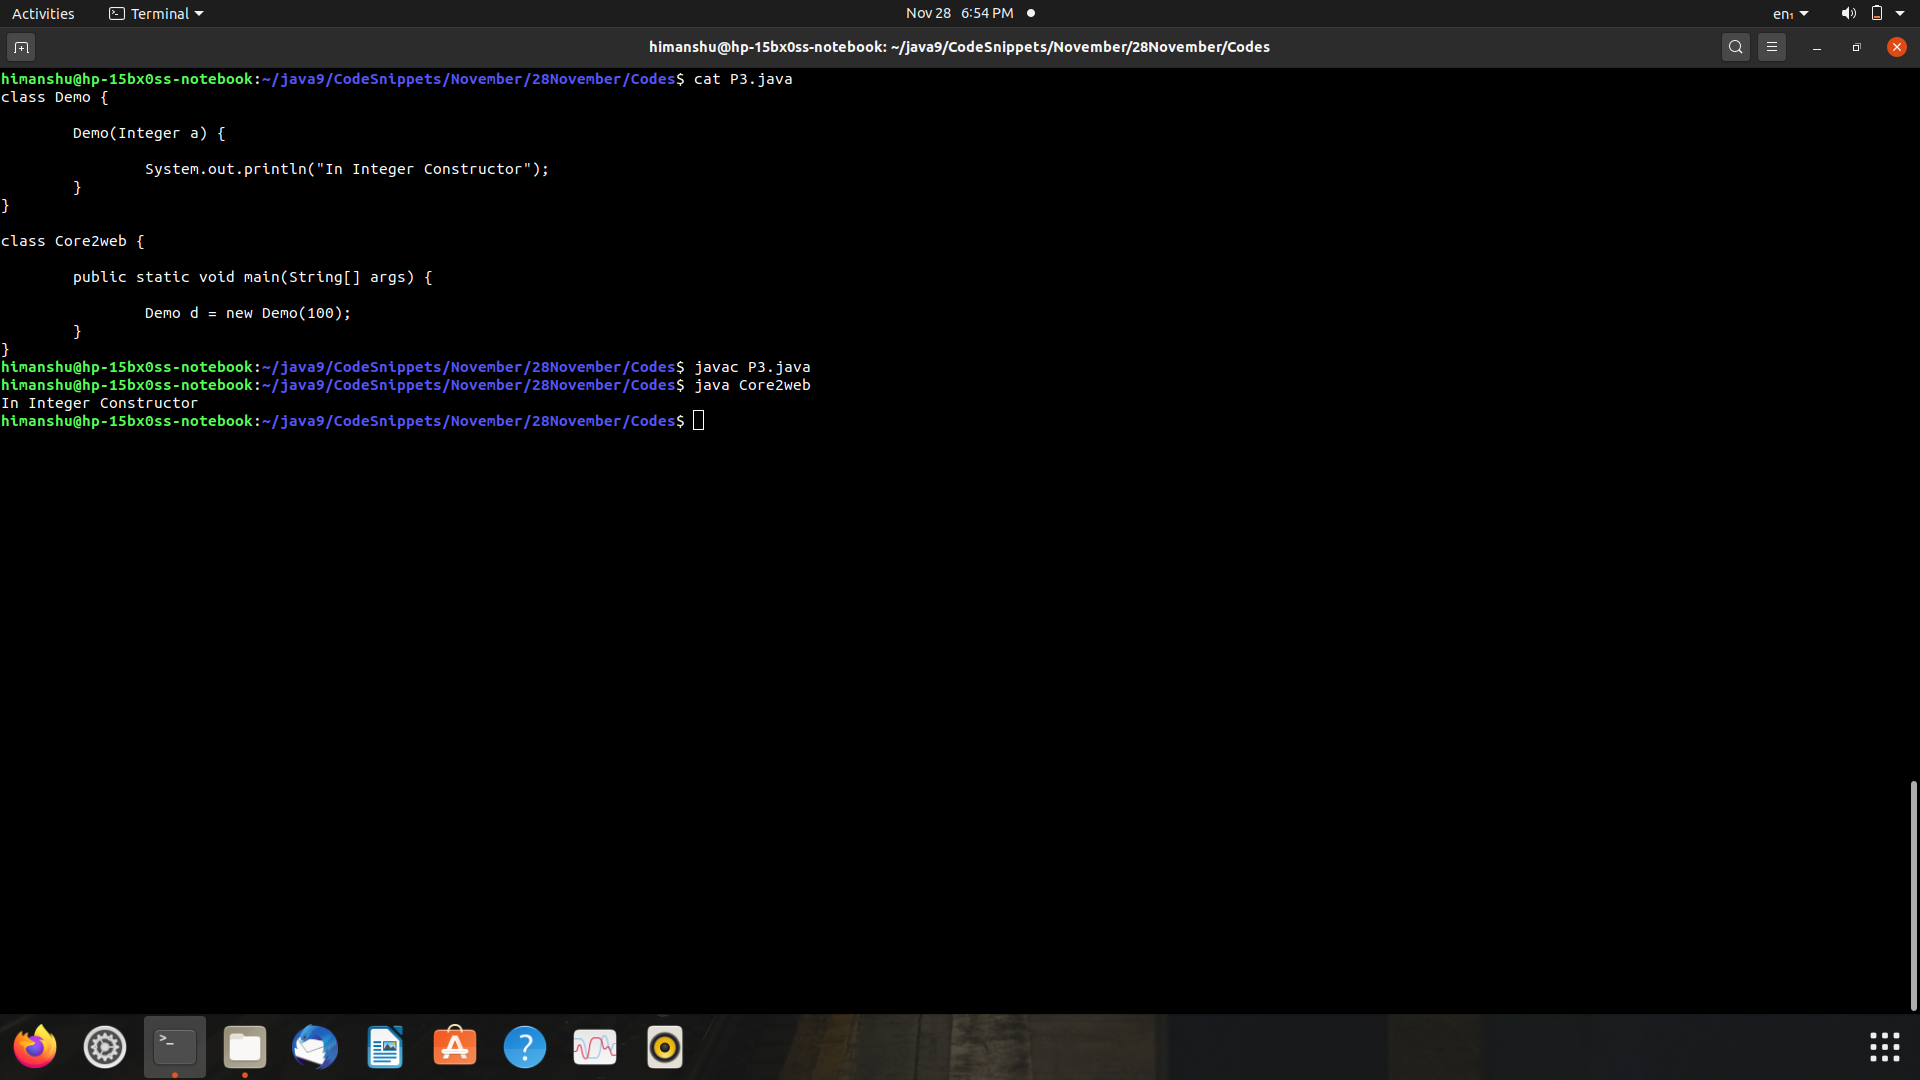 Activities Terminal Nov 28 6:54 PM en₁
himanshu@hp-15bx0ss-notebook: ~/java9/CodeSnippets/November/28November/Codes
himanshu@hp-15bx0ss-notebook:~/java9/CodeSnippets/November/28November/Codes$ cat P3.java
class Demo {
Demo(Integer a) {
System.out.println("In Integer Constructor");
}
}
class Core2web {
public static void main(String[] args) {
Demo d = new Demo(100);
}
}
himanshu@hp-15bx0ss-notebook:~/java9/CodeSnippets/November/28November/Codes$ javac P3.java
himanshu@hp-15bx0ss-notebook:~/java9/CodeSnippets/November/28November/Codes$ java Core2web
In Integer Constructor
himanshu@hp-15bx0ss-notebook:~/java9/CodeSnippets/November/28November/Codes$